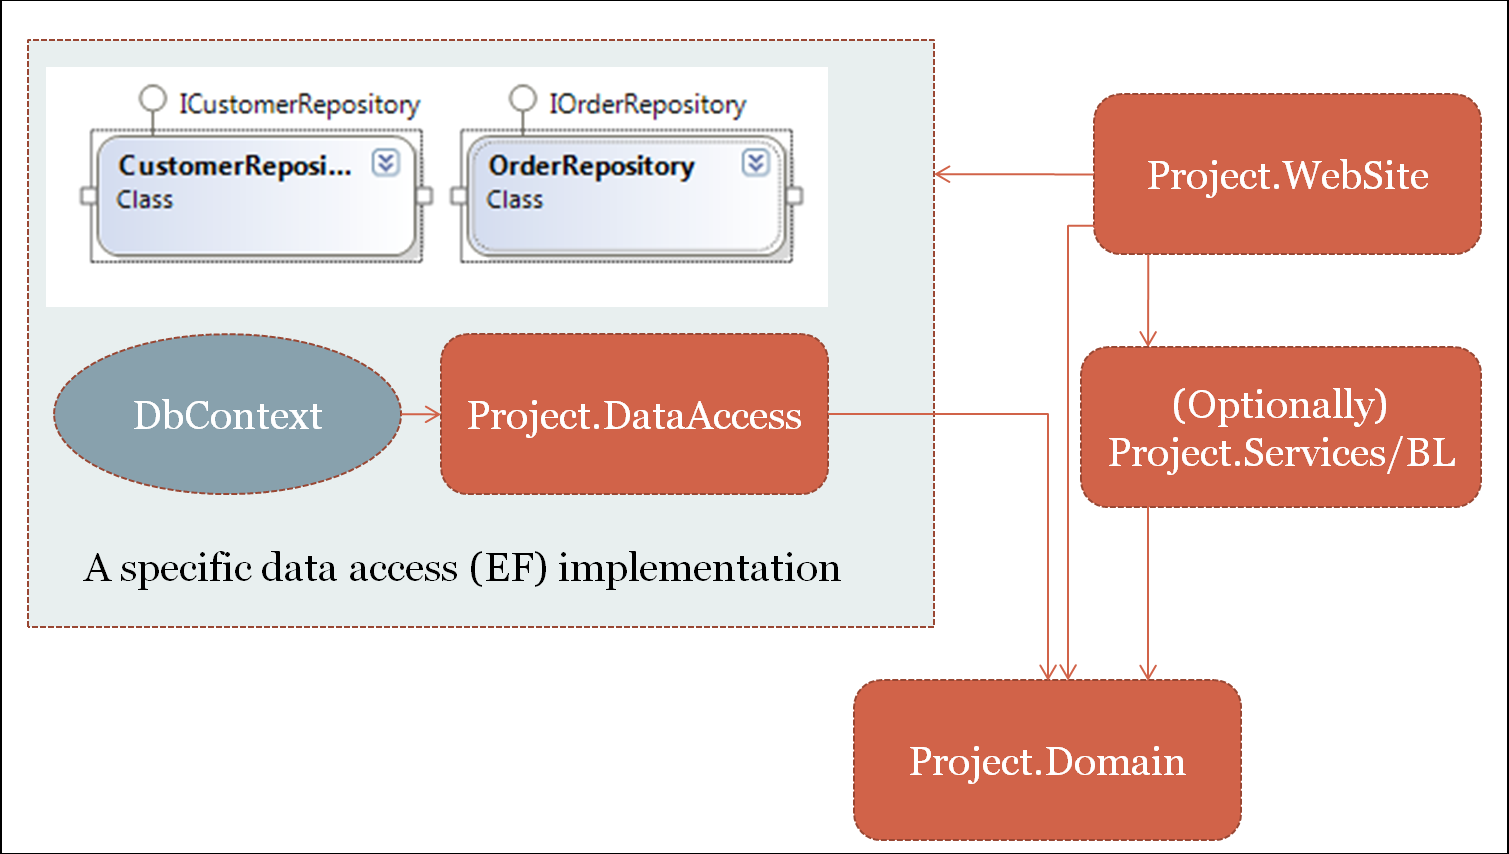 ICustomerRepository
IOrderRepository
CustomerReposi...
Class
OrderRepository
Class
Project.WebSite
DbContext
Project.DataAccess
(Optionally)
Project.Services/BL
A specific data access (EF) implementation
Project.Domain